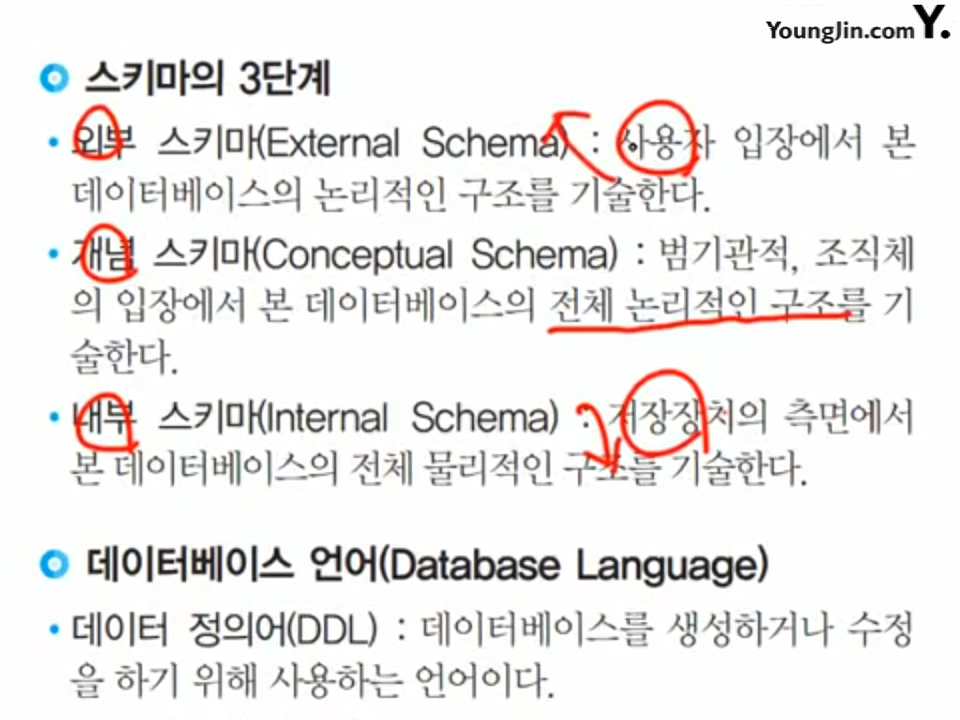 YoungJin.com Y.
스키마의 3단계
• 외부 스키마(External Schema) : 사용자 입장에서 본
데이터베이스의 논리적인 구조를 기술한다.
• 개념 스키마(Conceptual Schema) : 범기관적, 조직체
의 입장에서 본 데이터베이스의 전체 논리적인 구조를 기
술한다.
• 내부 스키마(Internal Schema) : 저장장치의 측면에서
본 데이터베이스의 전체 물리적인 구조를 기술한다.
데이터베이스 언어(Database Language)
• 데이터 정의어(DDL) : 데이터베이스를 생성하거나 수정
을 하기 위해 사용하는 언어이다.